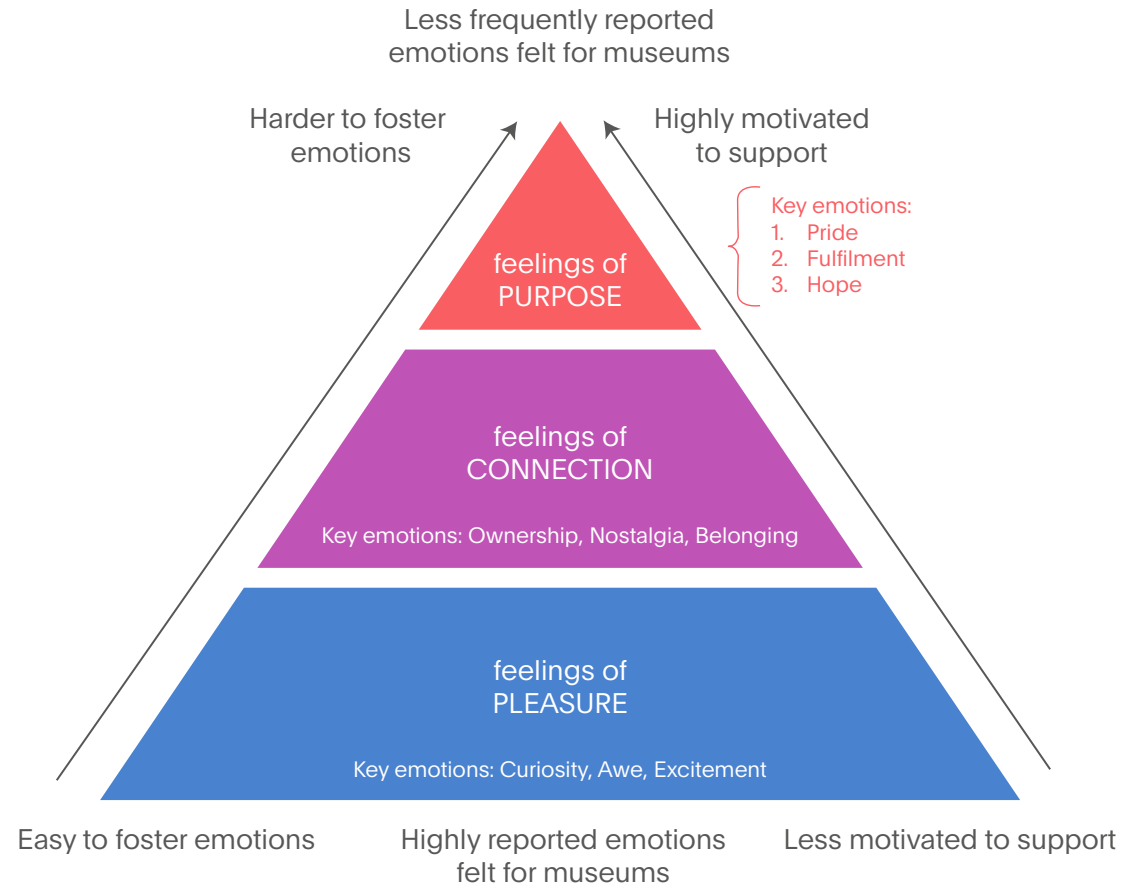 Less frequently reported
emotions felt for museums
Harder to foster
emotions
Highly motivated
to support
Key emotions:
1. Pride
2. Fulfilment
3. Hope
feelings of
PURPOSE
feelings of
CONNECTION
Key emotions: Ownership, Nostalgia, Belonging
feelings of
PLEASURE
Key emotions: Curiosity, Awe, Excitement
Easy to foster emotions
Highly reported emotions
felt for museums
Less motivated to support